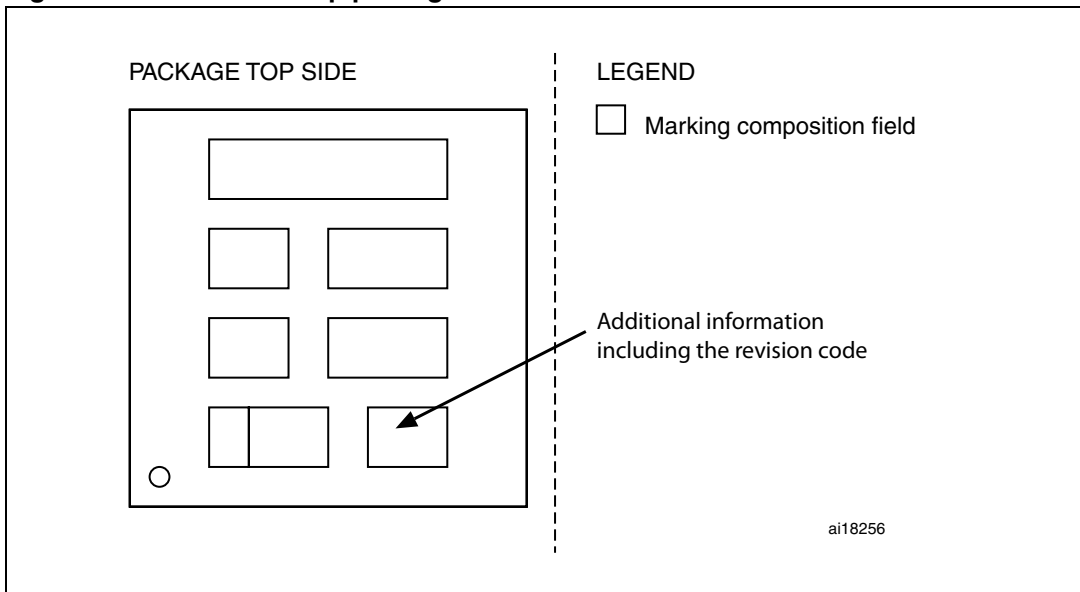 PACKAGE TOP SIDE
LEGEND
Marking composition field
Additional information
including the revision code
ai18256